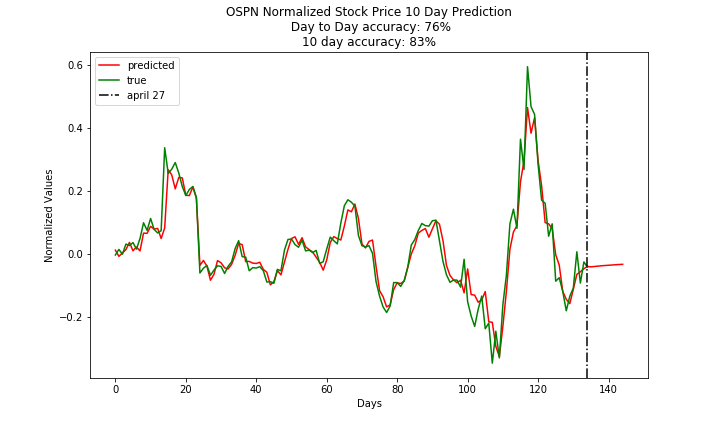 OSPN Normalized Stock Price 10 Day Prediction
Day to Day accuracy: 76%
10 day accuracy: 83%
predicted
true
april 27
Normalized Values
0.6
0.4
0.2
0.0
−0.2
0 20 40 60 80 100 120 140
Days